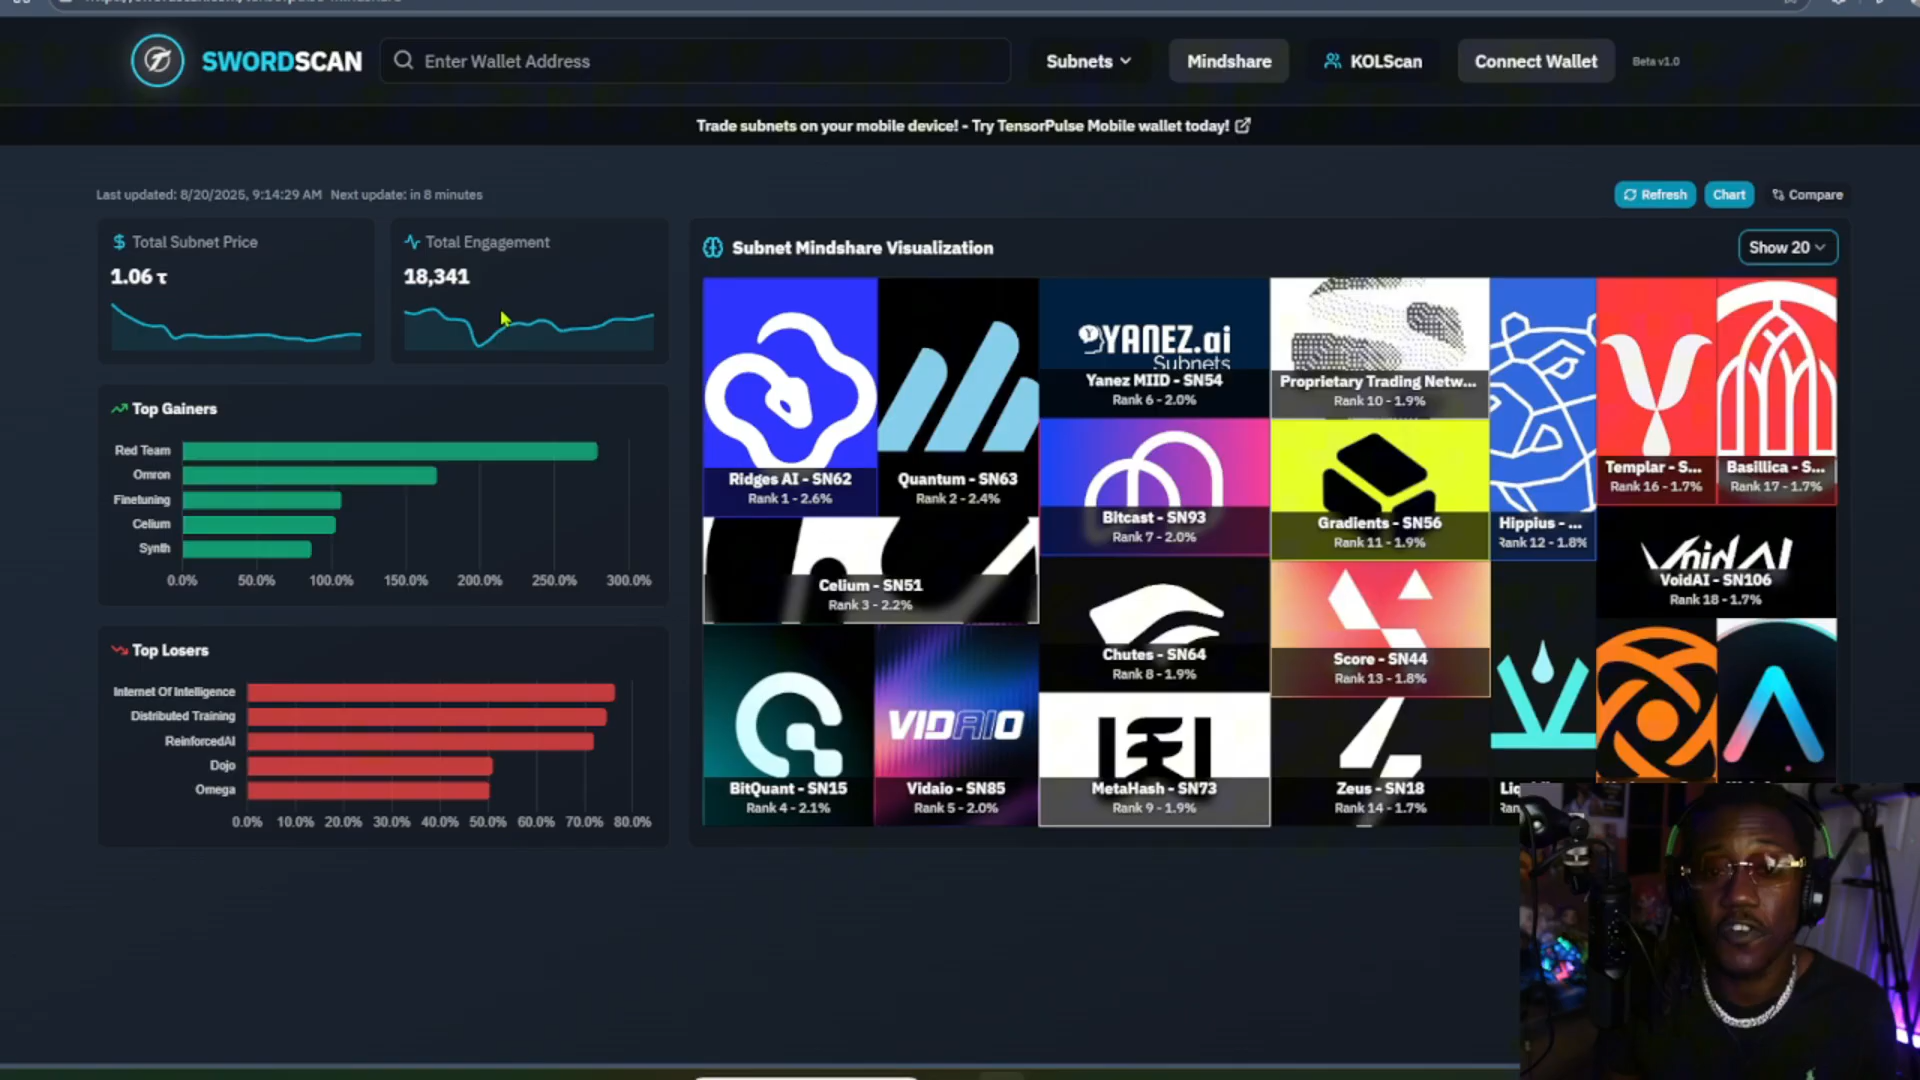 SWORDSCAN
Enter Wallet Address
Subnets
Mindshare
KOLScan
Connect Wallet
Beta v1.0
Trade subnets on your mobile device! - Try TensorPulse Mobile wallet today!
Last updated: 8/20/2025, 9:14:29 AM Next update: in 8 minutes
Refresh
Chart
Compare
$ Total Subnet Price
1.06 τ
Total Engagement
18,341
Top Gainers
Red Team
Omron
Finetuning
Celium
Synth
0.0% 50.0% 100.0% 150.0% 200.0% 250.0% 300.0%
Top Losers
Internet Of Intelligence
Distributed Training
ReinforcedAI
Dojo
Omega
0.0% 10.0% 20.0% 30.0% 40.0% 50.0% 60.0% 70.0% 80.0%
Subnet Mindshare Visualization
Show 20
Ridges AI - SN62
Rank 1 - 2.6%
Quantum - SN63
Rank 2 - 2.4%
Celium - SN51
Rank 3 - 2.2%
BitQuant - SN15
Rank 4 - 2.1%
VIDAIO
Vidaio - SN85
Rank 5 - 2.0%
YANEZ.ai
Subnets
Yanez MIID - SN54
Rank 6 - 2.0%
Bitcast - SN93
Rank 7 - 2.0%
Chutes - SN64
Rank 8 - 1.9%
MetaHash - SN73
Rank 9 - 1.9%
Proprietary Trading Netw...
Rank 10 - 1.9%
Gradients - SN56
Rank 11 - 1.9%
Hippius - ...
Rank 12 - 1.8%
Score - SN44
Rank 13 - 1.8%
Zeus - SN18
Rank 14 - 1.7%
Templar - S...
Rank 16 - 1.7%
Basillica - S...
Rank 17 - 1.7%
VoidAI
VoidAI - SN106
Rank 18 - 1.7%